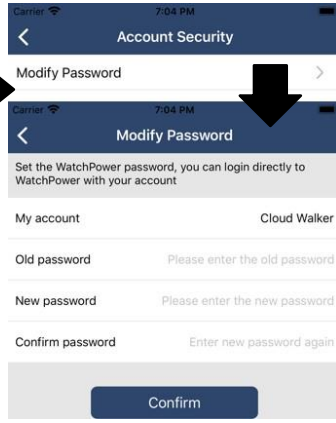 Carrier 7:04 PM
Account Security
Modify Password
Carrier 7:04 PM
Modify Password
Set the WatchPower password, you can login directly to
WatchPower with your account
My account Cloud Walker
Old password Please enter the old password
New password Please enter the new password
Confirm password Enter new password again
Confirm